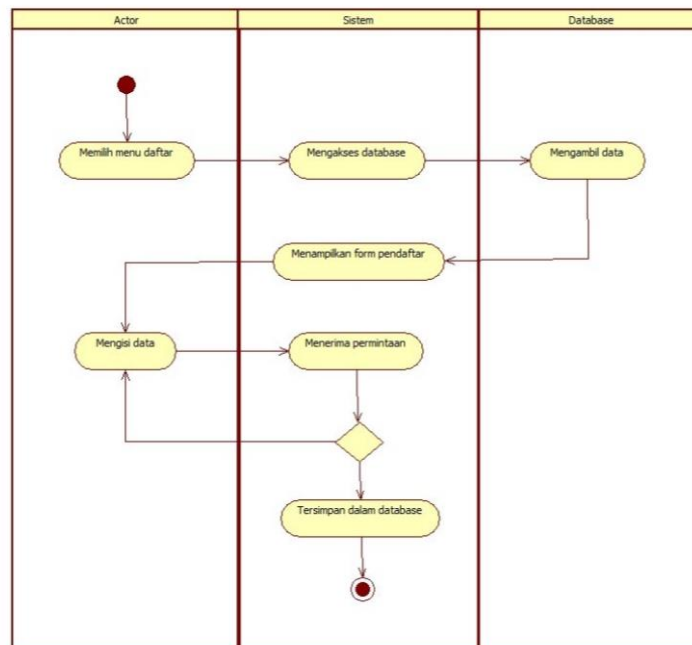 Actor
Sistem
Database
Memilih menu daftar
Mengakses database
Mengambil data
Menampilkan form pendaftar
Mengisi data
Menerima permintaan
Tersimpan dalam database